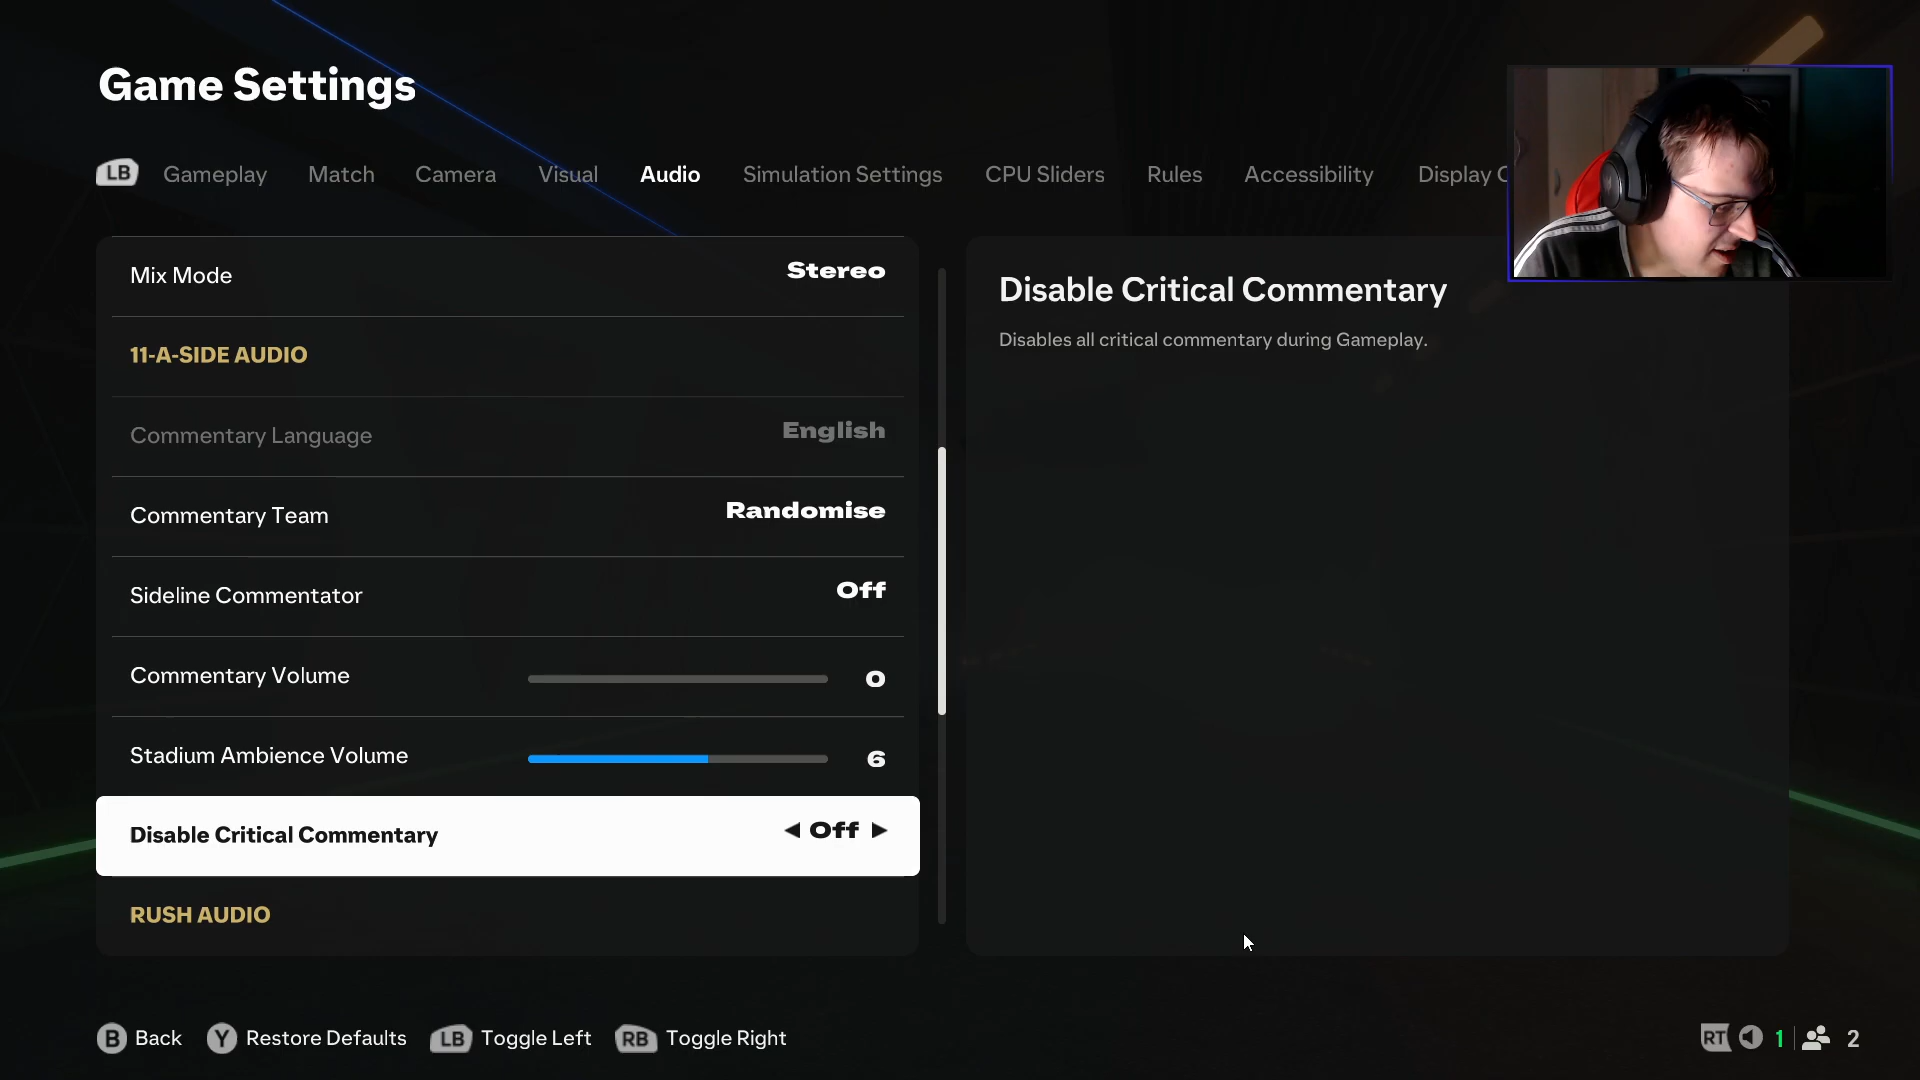 Game Settings
LB Gameplay Match Camera Visual Audio Simulation Settings CPU Sliders Rules Accessibility Display
Mix Mode Stereo
11-A-SIDE AUDIO
Commentary Language English
Commentary Team Randomise
Sideline Commentator Off
Commentary Volume 0
Stadium Ambience Volume 6
Disable Critical Commentary Off
RUSH AUDIO
Disable Critical Commentary
Disables all critical commentary during Gameplay.
B Back Y Restore Defaults LB Toggle Left RB Toggle Right
RT 1 2